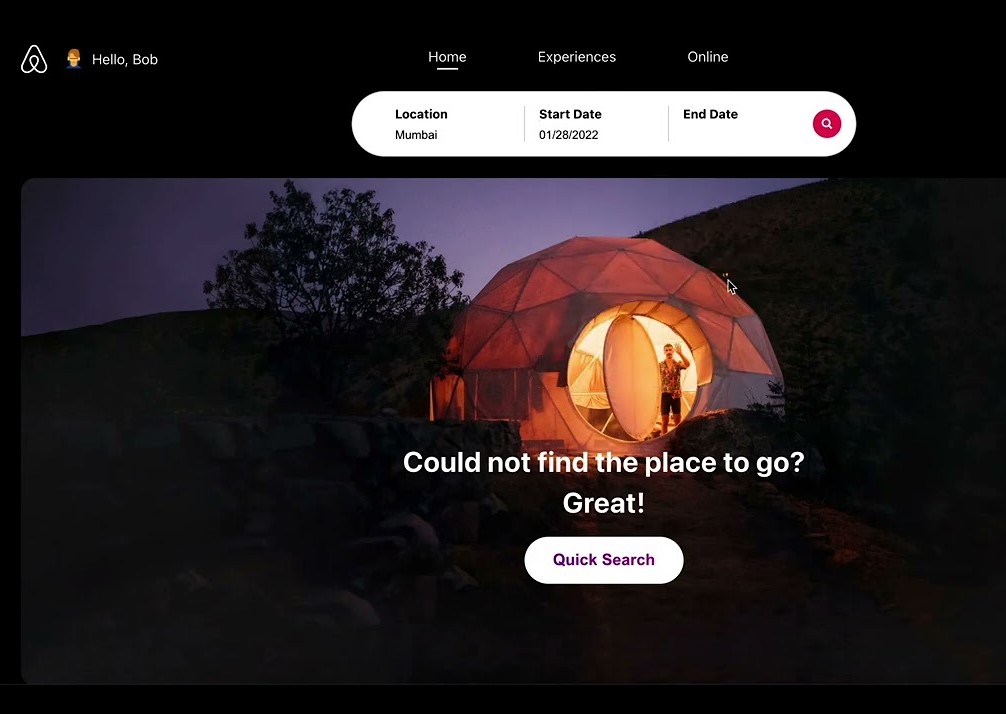 Hello, Bob
Home
Experiences
Online
Location
Mumbai
Start Date
01/28/2022
End Date
Could not find the place to go?
Great!
Quick Search